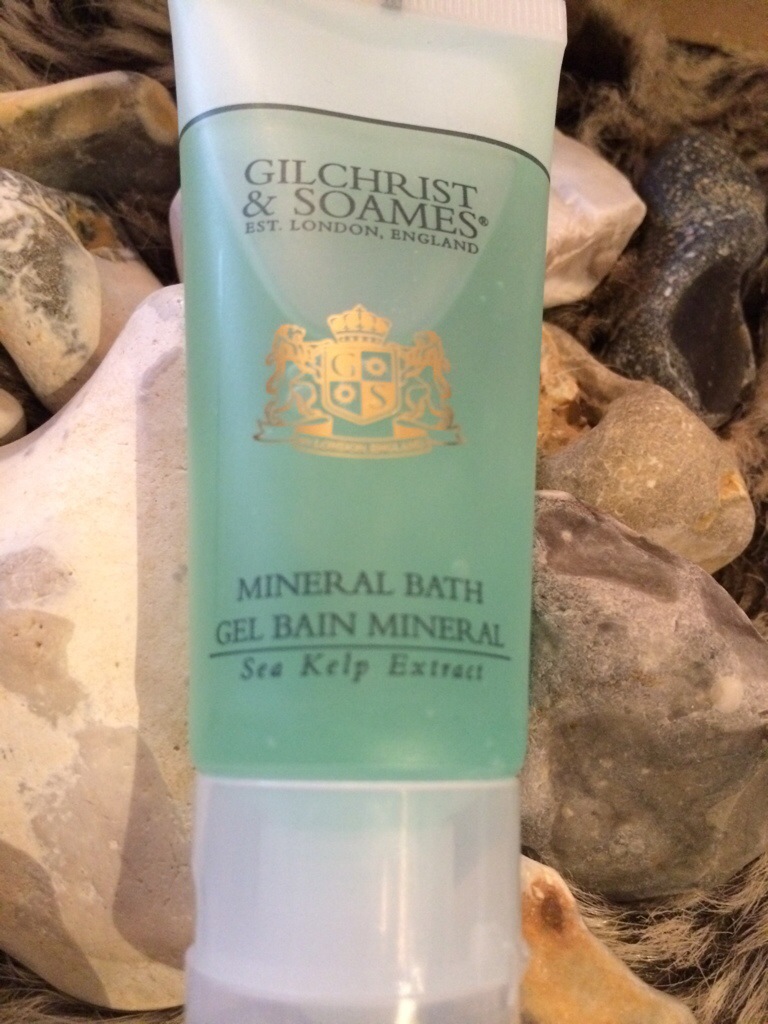 GILCHRIST
& SOAMES®
EST. LONDON, ENGLAND
G
S
MINERAL BATH
GEL BAIN MINERAL
Sea Kelp Extract